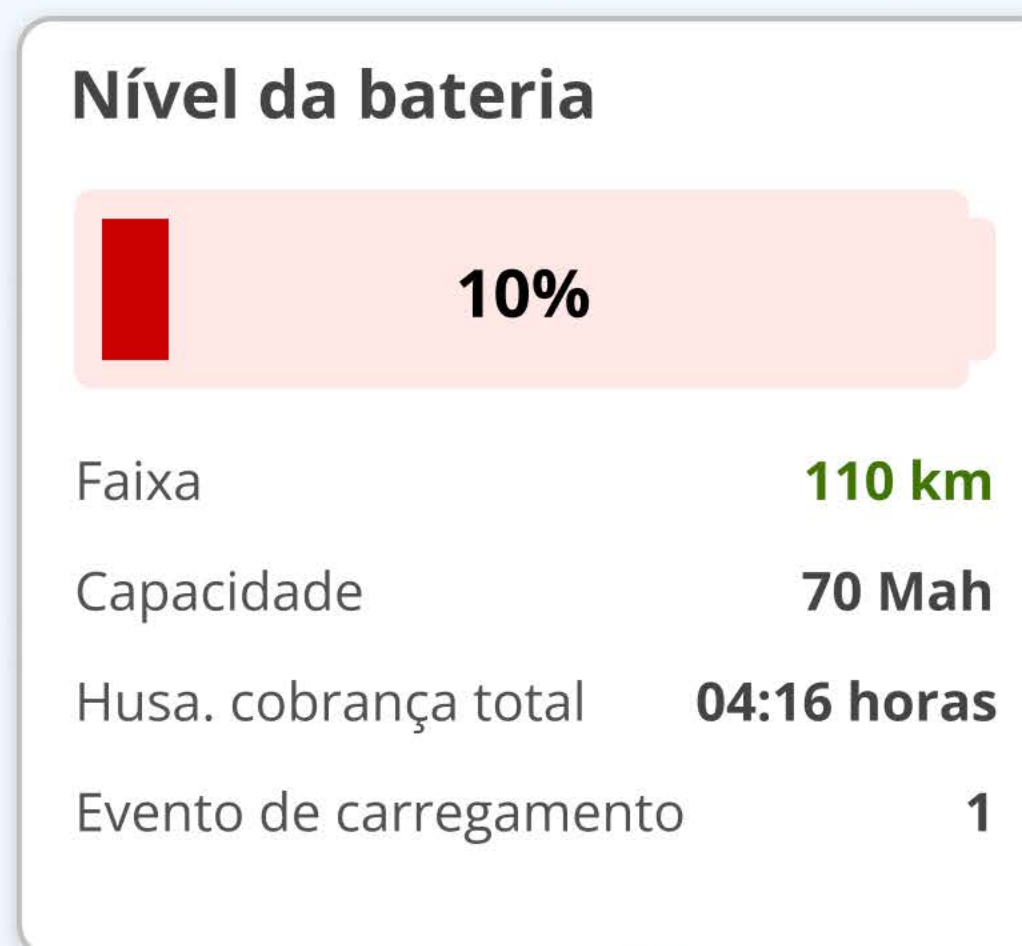 Nível da bateria
10%
Faixa 110 km
Capacidade 70 Mah
Husa. cobrança total 04:16 horas
Evento de carregamento 1